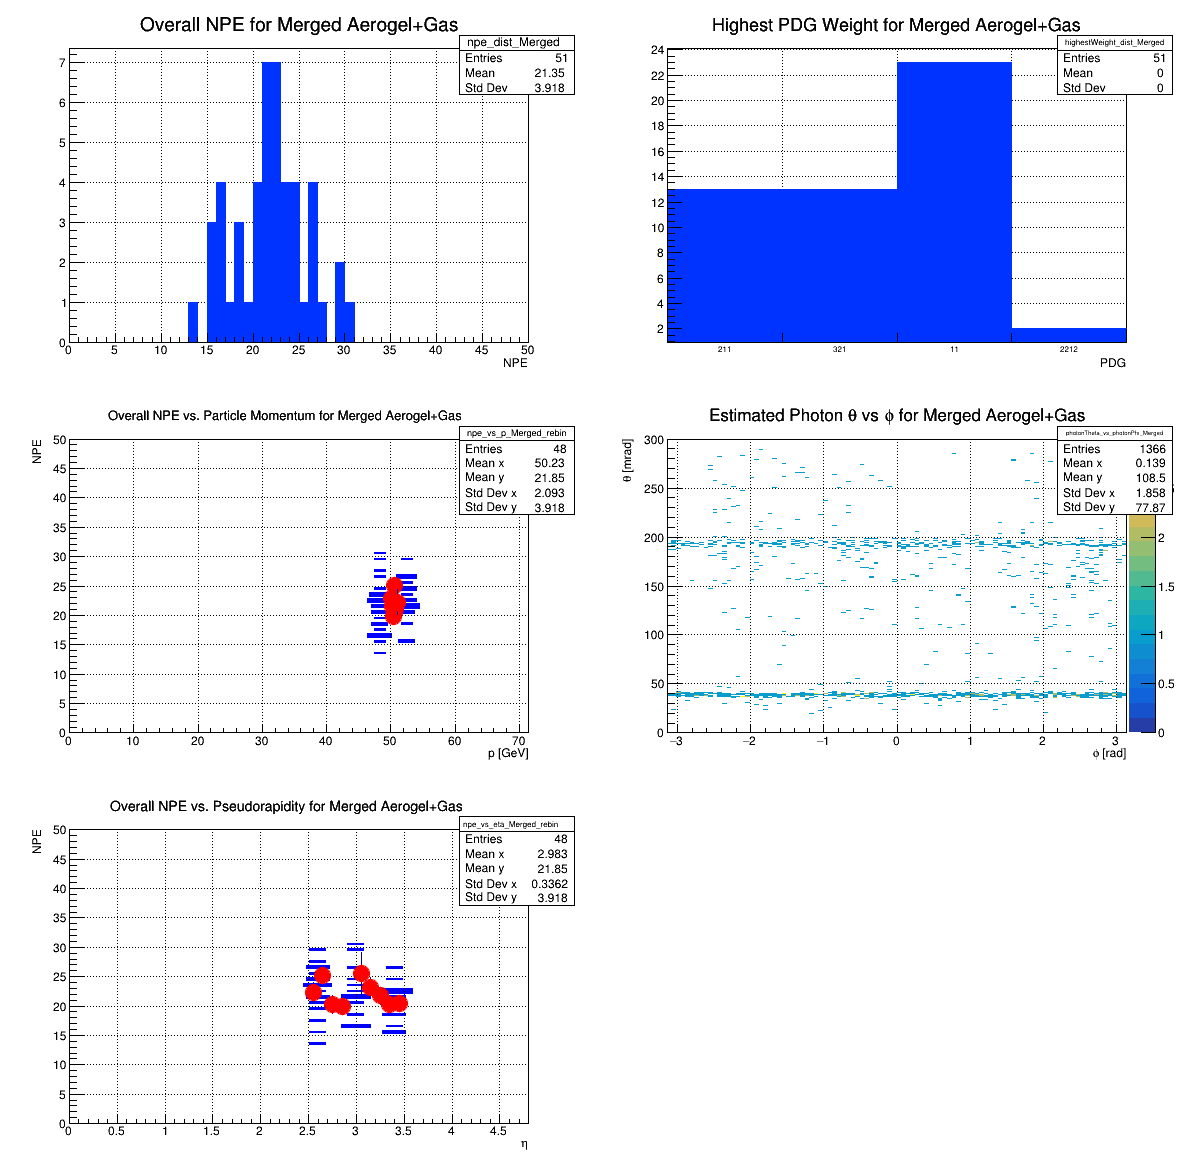 Overall NPE for Merged Aerogel+Gas
npe_dist_Merged
Entries 51
Mean 21.35
Std Dev 3.918
7
6
5
4
3
2
1
0
0 5 10 15 20 25 30 35 40 45 50
NPE
Highest PDG Weight for Merged Aerogel+Gas
highestWeight_dist_Merged
Entries 51
Mean 0
Std Dev 0
24
22
20
18
16
14
12
10
8
6
4
2
211 321 11 2212
PDG
Overall NPE vs. Particle Momentum for Merged Aerogel+Gas
npe_vs_p_Merged_rebin
Entries 48
Mean x 50.23
Mean y 21.85
Std Dev x 2.093
Std Dev y 3.918
NPE
50
45
40
35
30
25
20
15
10
5
0
0 10 20 30 40 50 60 70
p [GeV]
Estimated Photon θ vs ϕ for Merged Aerogel+Gas
photonTheta_vs_photonPhi_Merged
Entries 1366
Mean x 0.139
Mean y 108.5
Std Dev x 1.858
Std Dev y 77.87
θ [mrad]
300
250
200
150
100
50
0
−3 −2 −1 0 1 2 3
ϕ [rad]
2
1.5
1
0.5
0
Overall NPE vs. Pseudorapidity for Merged Aerogel+Gas
npe_vs_eta_Merged_rebin
Entries 48
Mean x 2.983
Mean y 21.85
Std Dev x 0.3362
Std Dev y 3.918
NPE
50
45
40
35
30
25
20
15
10
5
0
0 0.5 1 1.5 2 2.5 3 3.5 4 4.5
η